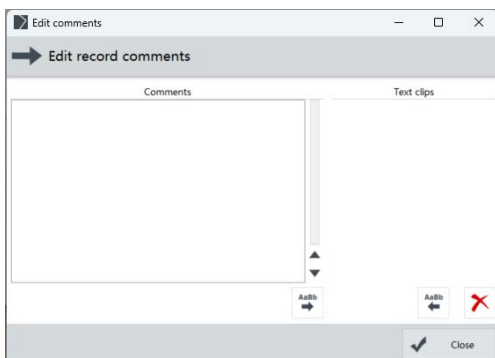 Edit comments
Edit record comments
Comments
Text clips
AaBb
AaBb
Close